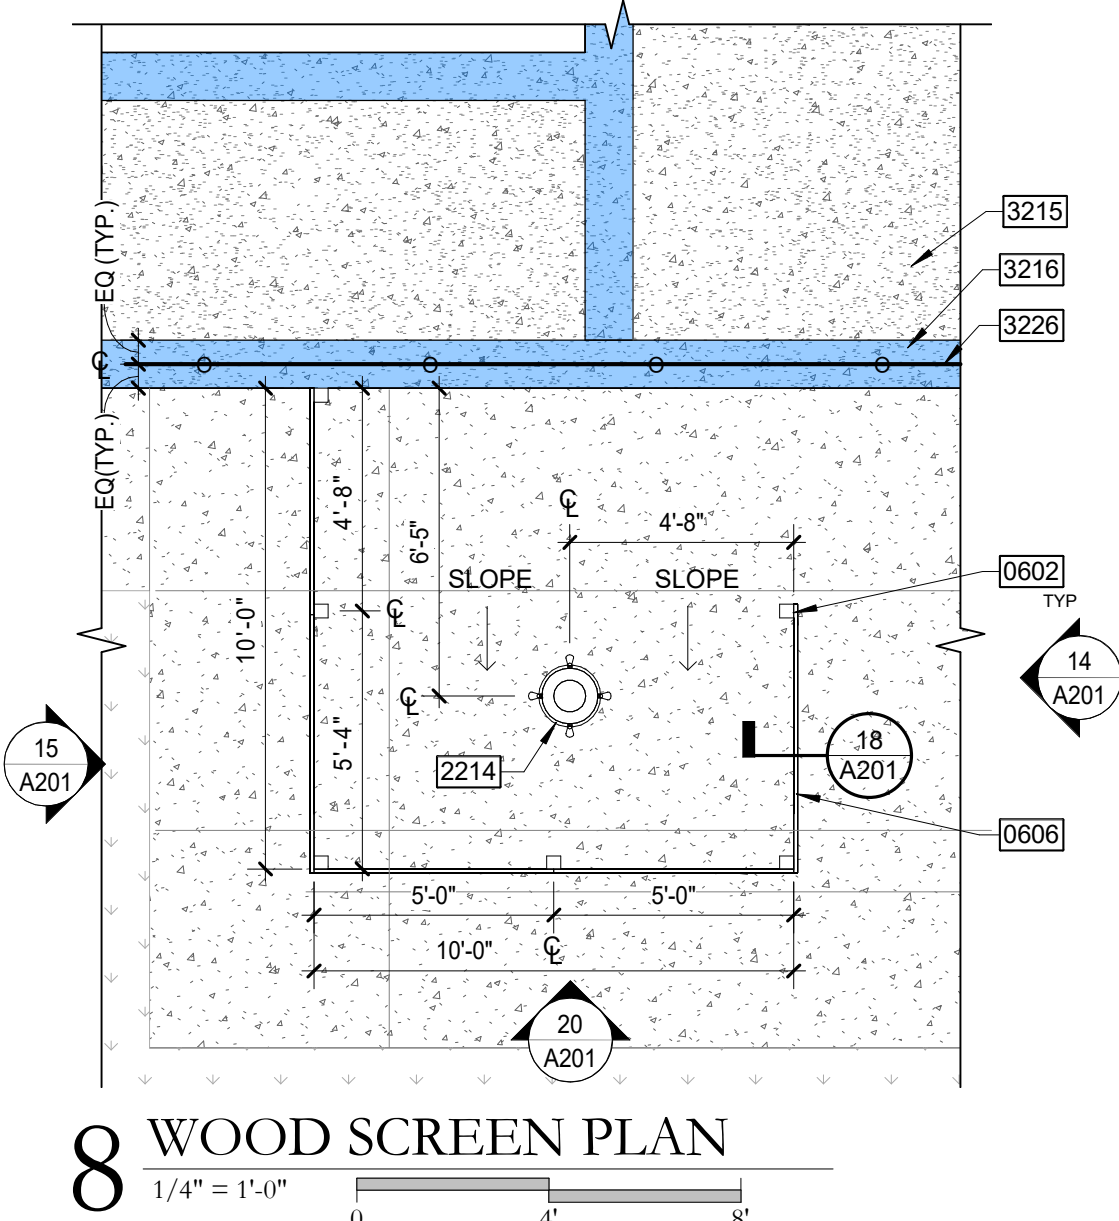 3215
3216
3226
EQ (TYP.)
℄
EQ(TYP.)
4'-8"
6'-5"
℄
4'-8"
SLOPE
SLOPE
0602
TYP
10'-0"
℄
14
A201
℄
15
A201
5'-4"
2214
18
A201
0606
5'-0"
5'-0"
10'-0"
℄
20
A201
8 WOOD SCREEN PLAN
1/4" = 1'-0"
0 4' 8'